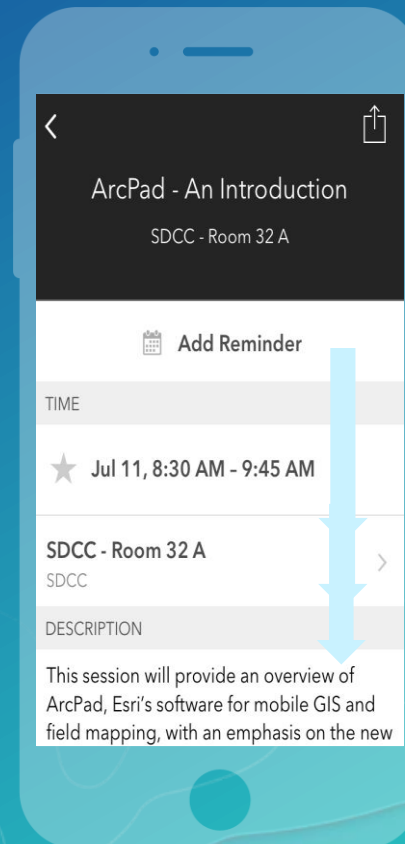 ArcPad - An Introduction
SDCC - Room 32 A
Add Reminder
TIME
Jul 11, 8:30 AM - 9:45 AM
SDCC - Room 32 A
SDCC
DESCRIPTION
This session will provide an overview of
ArcPad, Esri's software for mobile GIS and
field mapping, with an emphasis on the new